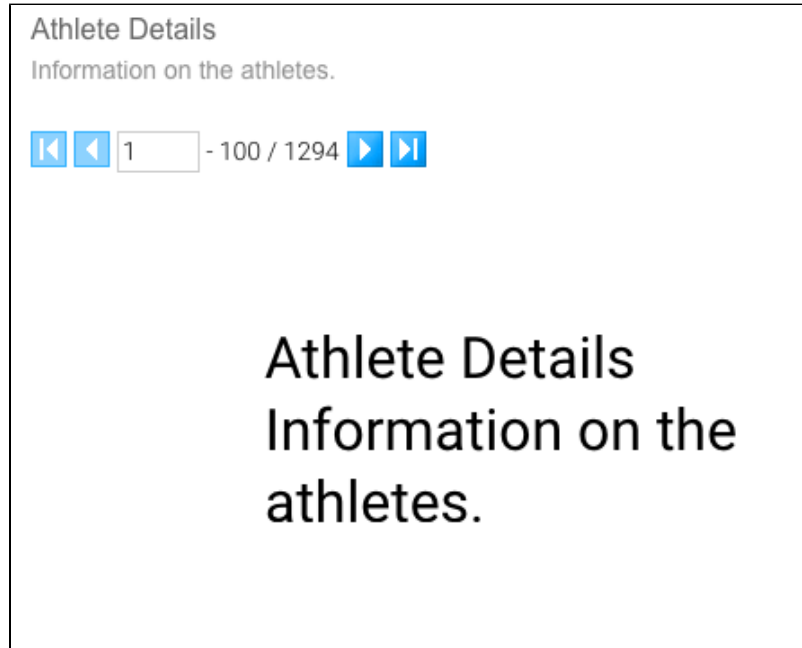 Athlete Details
Information on the athletes.
1 - 100 / 1294
Athlete Details
Information on the
athletes.